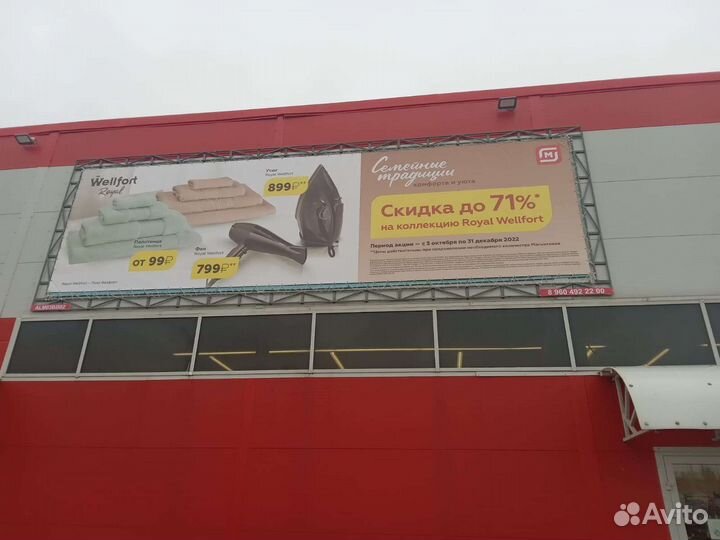 Wellfort
Royal
Утюг
Royal Wellfort
899₽**
Полотенца
Royal Wellfort
от 99₽
Фен
Royal Wellfort
799₽**
М
Семейные
традиции
комфорта и уюта
Скидка до 71%*
на коллекцию Royal Wellfort
Период акции – с 5 октября по 31 декабря 2022
8 960 492 22 00
Avito